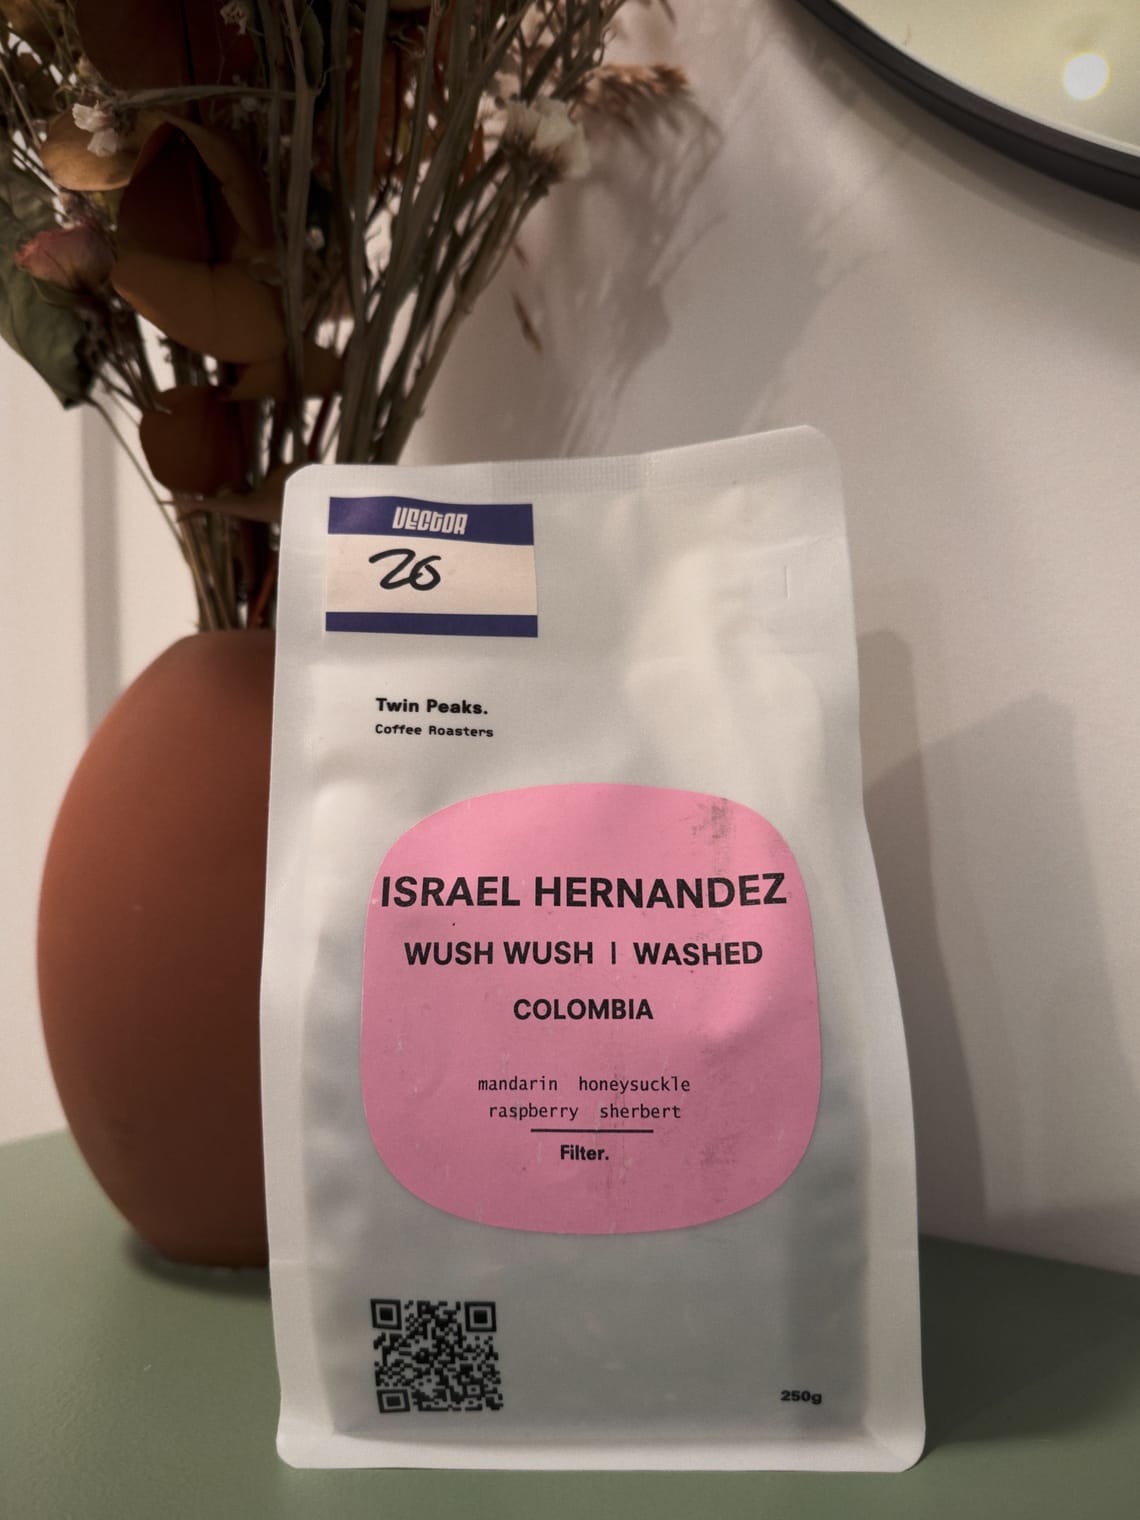 VECTOR
26
Twin Peaks.
Coffee Roasters
ISRAEL HERNANDEZ
WUSH WUSH | WASHED
COLOMBIA
mandarin honeysuckle
raspberry sherbert
Filter.
250g